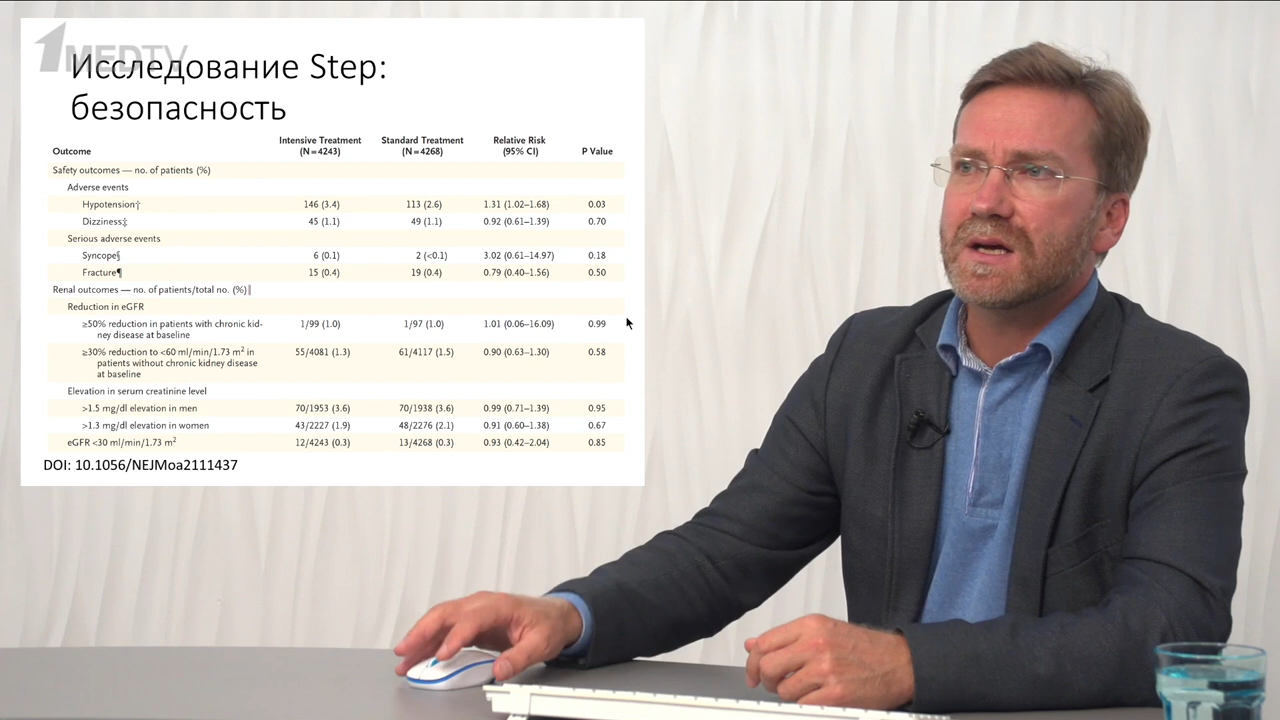 1MEDTV
Исследование Step:
безопасность
Outcome Intensive Treatment (N=4243) Standard Treatment (N=4268) Relative Risk (95% CI) P Value
Safety outcomes — no. of patients (%)
Adverse events
Hypotension† 146 (3.4) 113 (2.6) 1.31 (1.02–1.68) 0.03
Dizziness‡ 45 (1.1) 49 (1.1) 0.92 (0.61–1.39) 0.70
Serious adverse events
Syncope§ 6 (0.1) 2 (<0.1) 3.02 (0.61–14.97) 0.18
Fracture¶ 15 (0.4) 19 (0.4) 0.79 (0.40–1.56) 0.50
Renal outcomes — no. of patients/total no. (%)‖
Reduction in eGFR
≥50% reduction in patients with chronic kid- 1/99 (1.0) 1/97 (1.0) 1.01 (0.06–16.09) 0.99
ney disease at baseline
≥30% reduction to <60 ml/min/1.73 m² in 55/4081 (1.3) 61/4117 (1.5) 0.90 (0.63–1.30) 0.58
patients without chronic kidney disease
at baseline
Elevation in serum creatinine level
>1.5 mg/dl elevation in men 70/1953 (3.6) 70/1938 (3.6) 0.99 (0.71–1.39) 0.95
>1.3 mg/dl elevation in women 43/2227 (1.9) 48/2276 (2.1) 0.91 (0.60–1.38) 0.67
eGFR <30 ml/min/1.73 m² 12/4243 (0.3) 13/4268 (0.3) 0.93 (0.42–2.04) 0.85
DOI: 10.1056/NEJMoa2111437